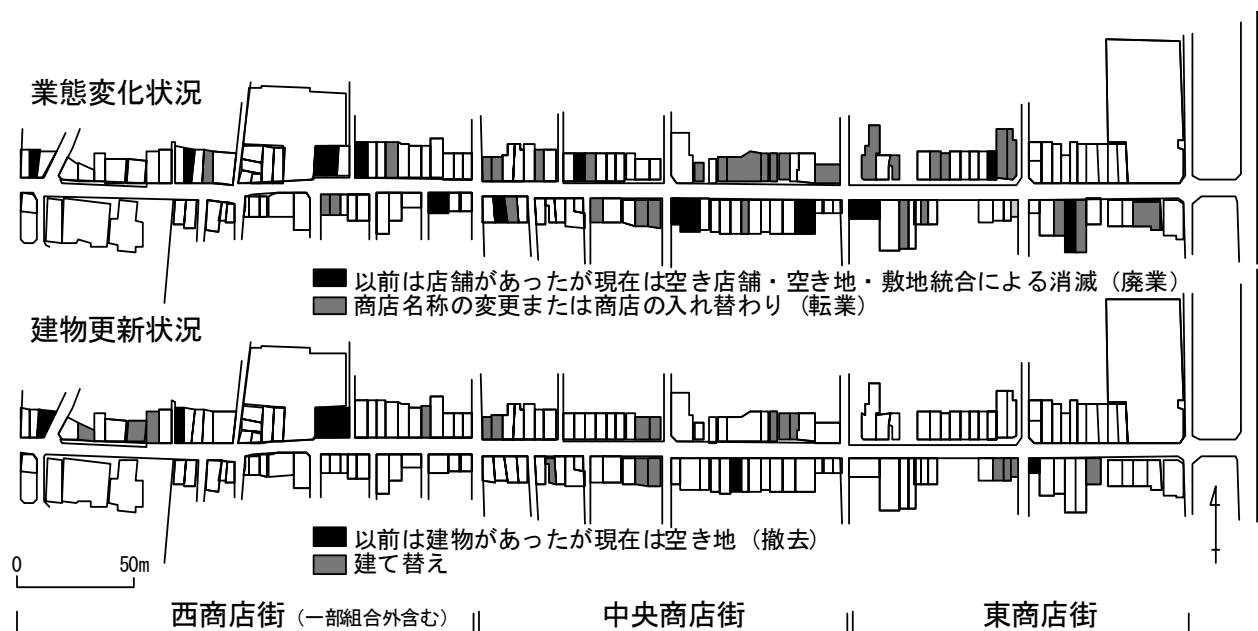 業態変化状況
以前は店舗があったが現在は空き店舗・空き地・敷地統合による消滅（廃業）
商店名称の変更または商店の入れ替わり（転業）
建物更新状況
以前は建物があったが現在は空き地（撤去）
建て替え
0 50m
西商店街（一部組合外含む） 中央商店街 東商店街